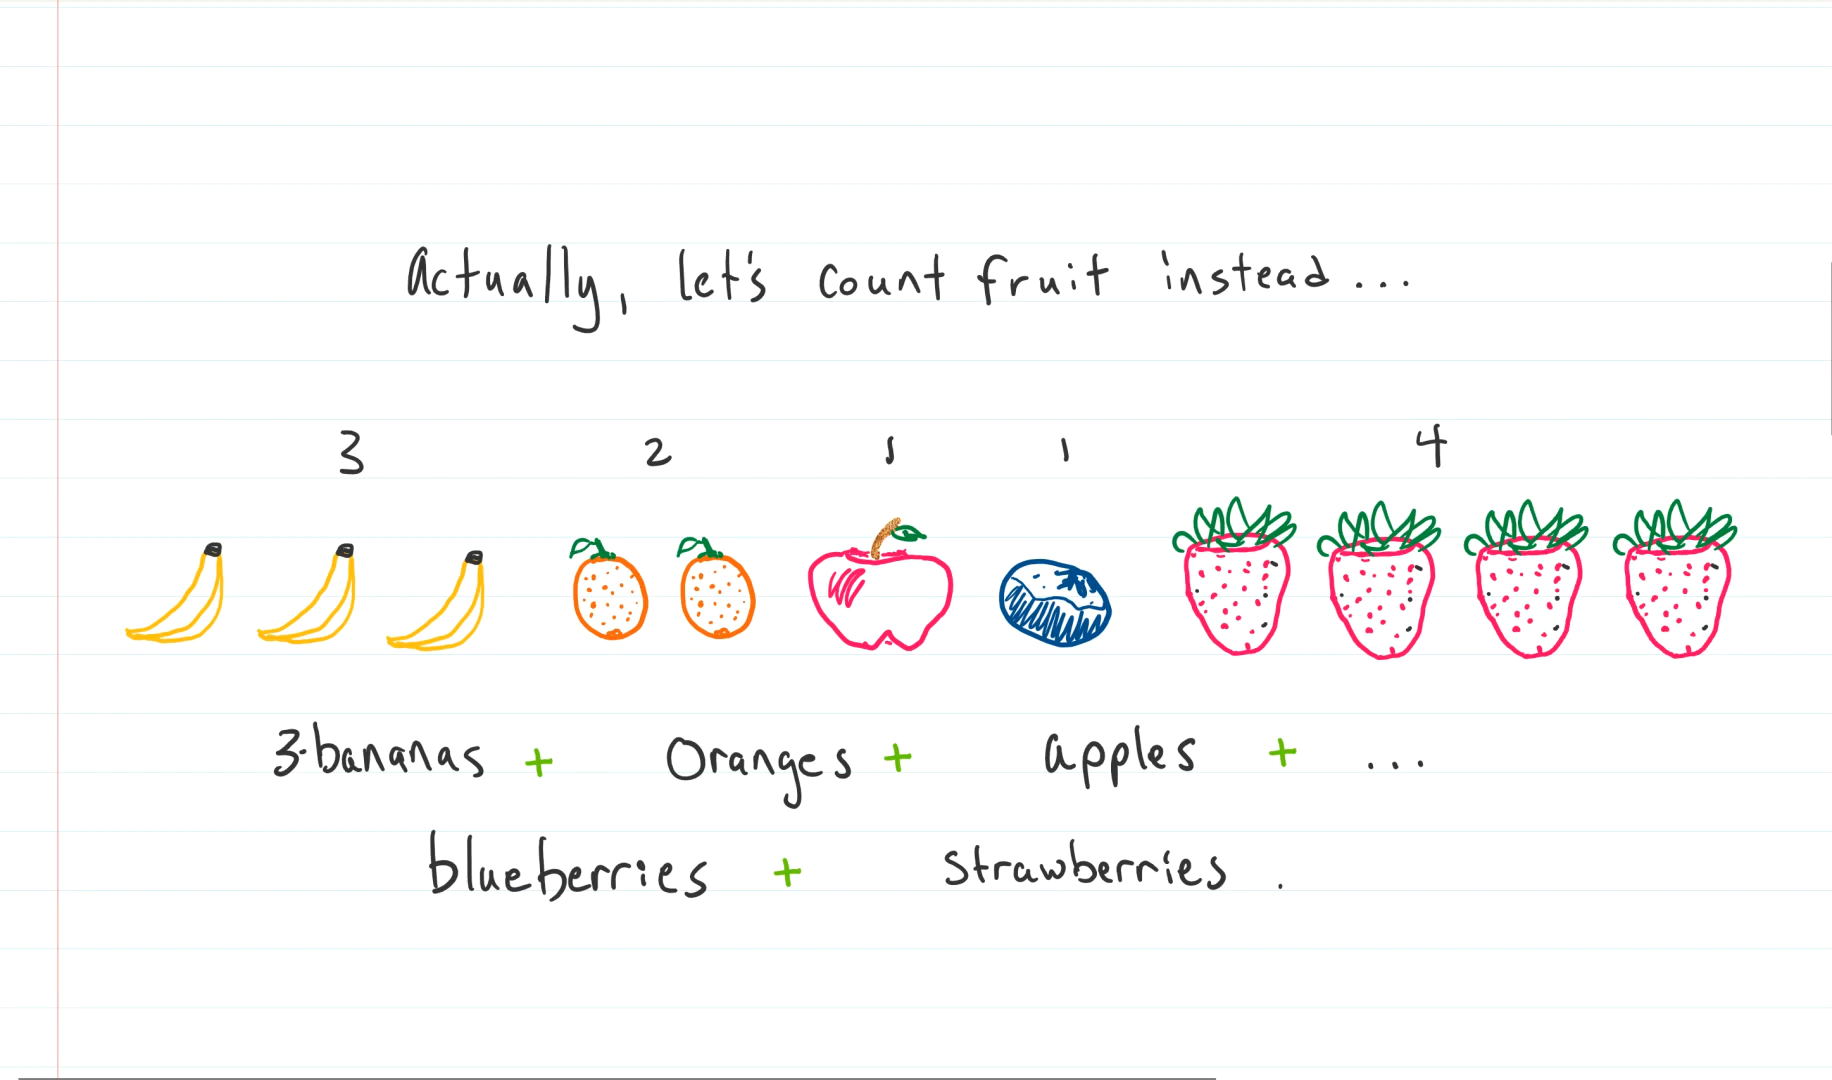 Actually, let's count fruit instead ...
3 2 1 1 4
3·bananas + Oranges + apples + ...
blueberries + strawberries .